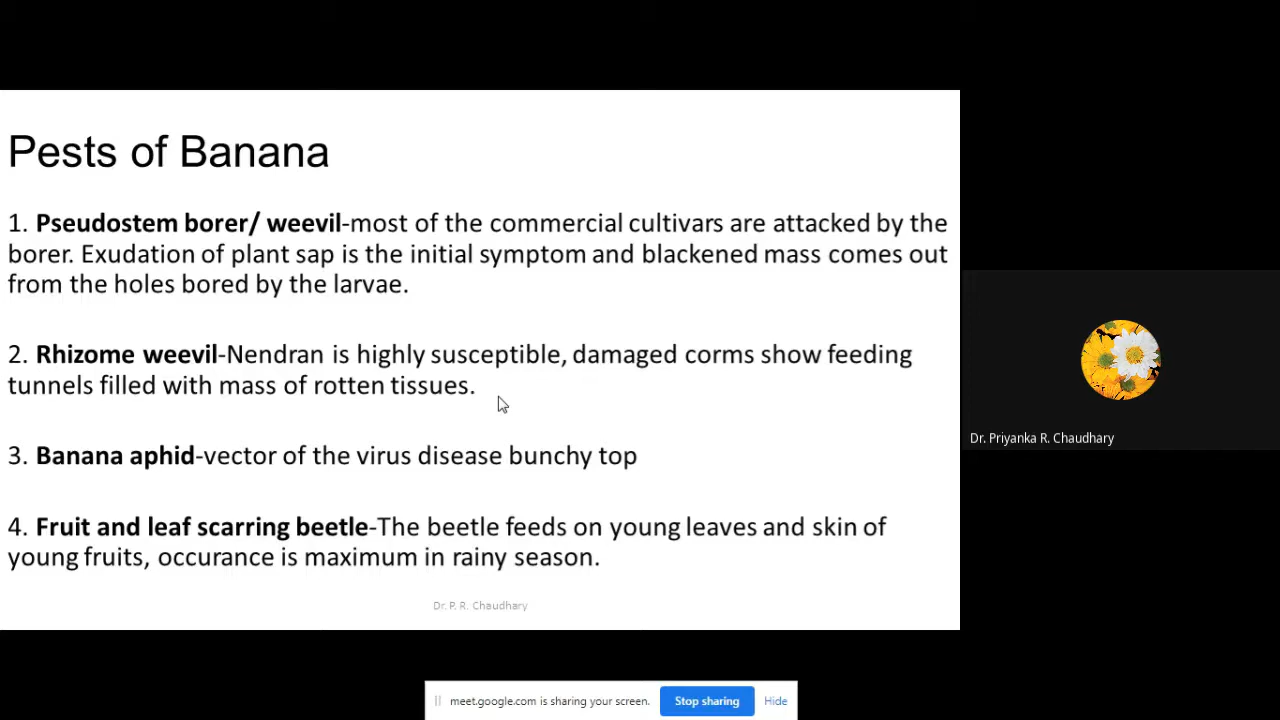 Pests of Banana
1. Pseudostem borer/ weevil-most of the commercial cultivars are attacked by the
borer. Exudation of plant sap is the initial symptom and blackened mass comes out
from the holes bored by the larvae.
2. Rhizome weevil-Nendran is highly susceptible, damaged corms show feeding
tunnels filled with mass of rotten tissues.
3. Banana aphid-vector of the virus disease bunchy top
4. Fruit and leaf scarring beetle-The beetle feeds on young leaves and skin of
young fruits, occurance is maximum in rainy season.
Dr. P. R. Chaudhary
Dr. Priyanka R. Chaudhary
meet.google.com is sharing your screen. Stop sharing Hide